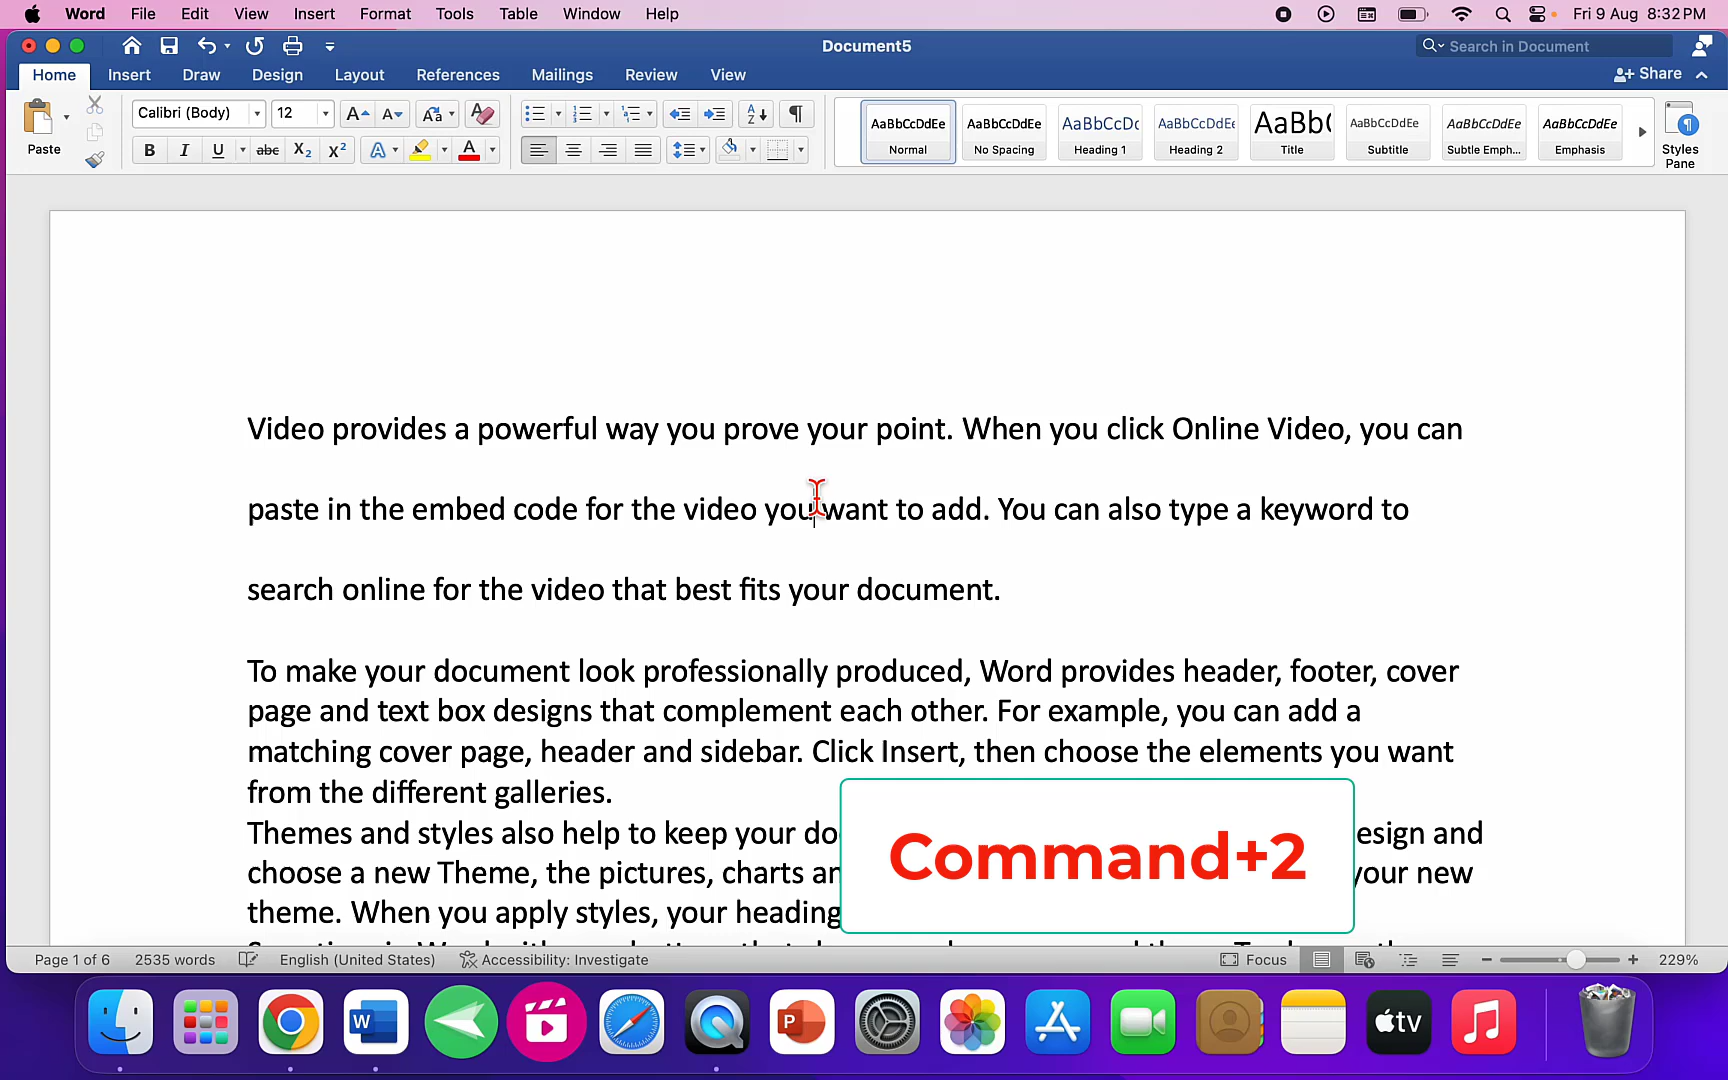 Word File Edit View Insert Format Tools Table Window Help Fri 9 Aug 8:32 PM
Document5
Search in Document
Home Insert Draw Design Layout References Mailings Review View Share
Paste
Calibri (Body) 12
AaBbCcDdEe AaBbCcDdEe AaBbCcDc AaBbCcDdEe AaBb( AaBbCcDdEe AaBbCcDdEe AaBbCcDdEe
Normal No Spacing Heading 1 Heading 2 Title Subtitle Subtle Emph... Emphasis
Styles
Pane
Video provides a powerful way you prove your point. When you click Online Video, you can
paste in the embed code for the video you want to add. You can also type a keyword to
search online for the video that best fits your document.
To make your document look professionally produced, Word provides header, footer, cover
page and text box designs that complement each other. For example, you can add a
matching cover page, header and sidebar. Click Insert, then choose the elements you want
from the different galleries.
Themes and styles also help to keep your do esign and
choose a new Theme, the pictures, charts an your new
theme. When you apply styles, your heading
Command+2
Page 1 of 6 2535 words English (United States) Accessibility: Investigate Focus 229%
tv